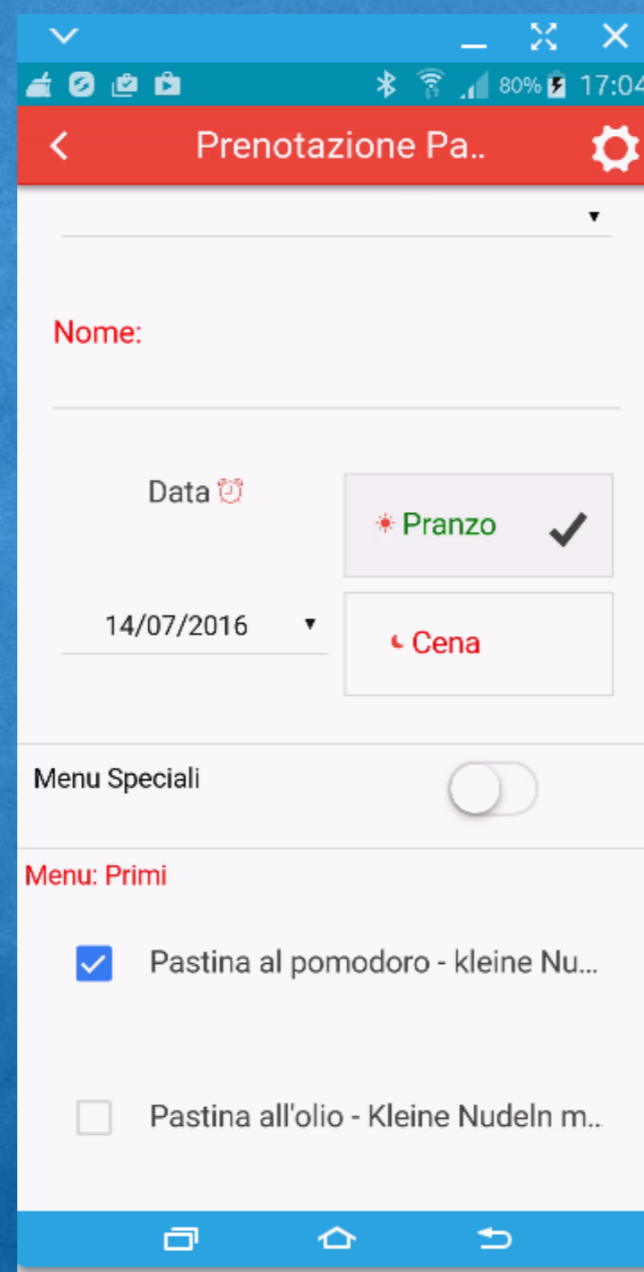 80% 17:04
Prenotazione Pa..
Nome:
Data
Pranzo
14/07/2016
Cena
Menu Speciali
Menu: Primi
Pastina al pomodoro - kleine Nu...
Pastina all'olio - Kleine Nudeln m..